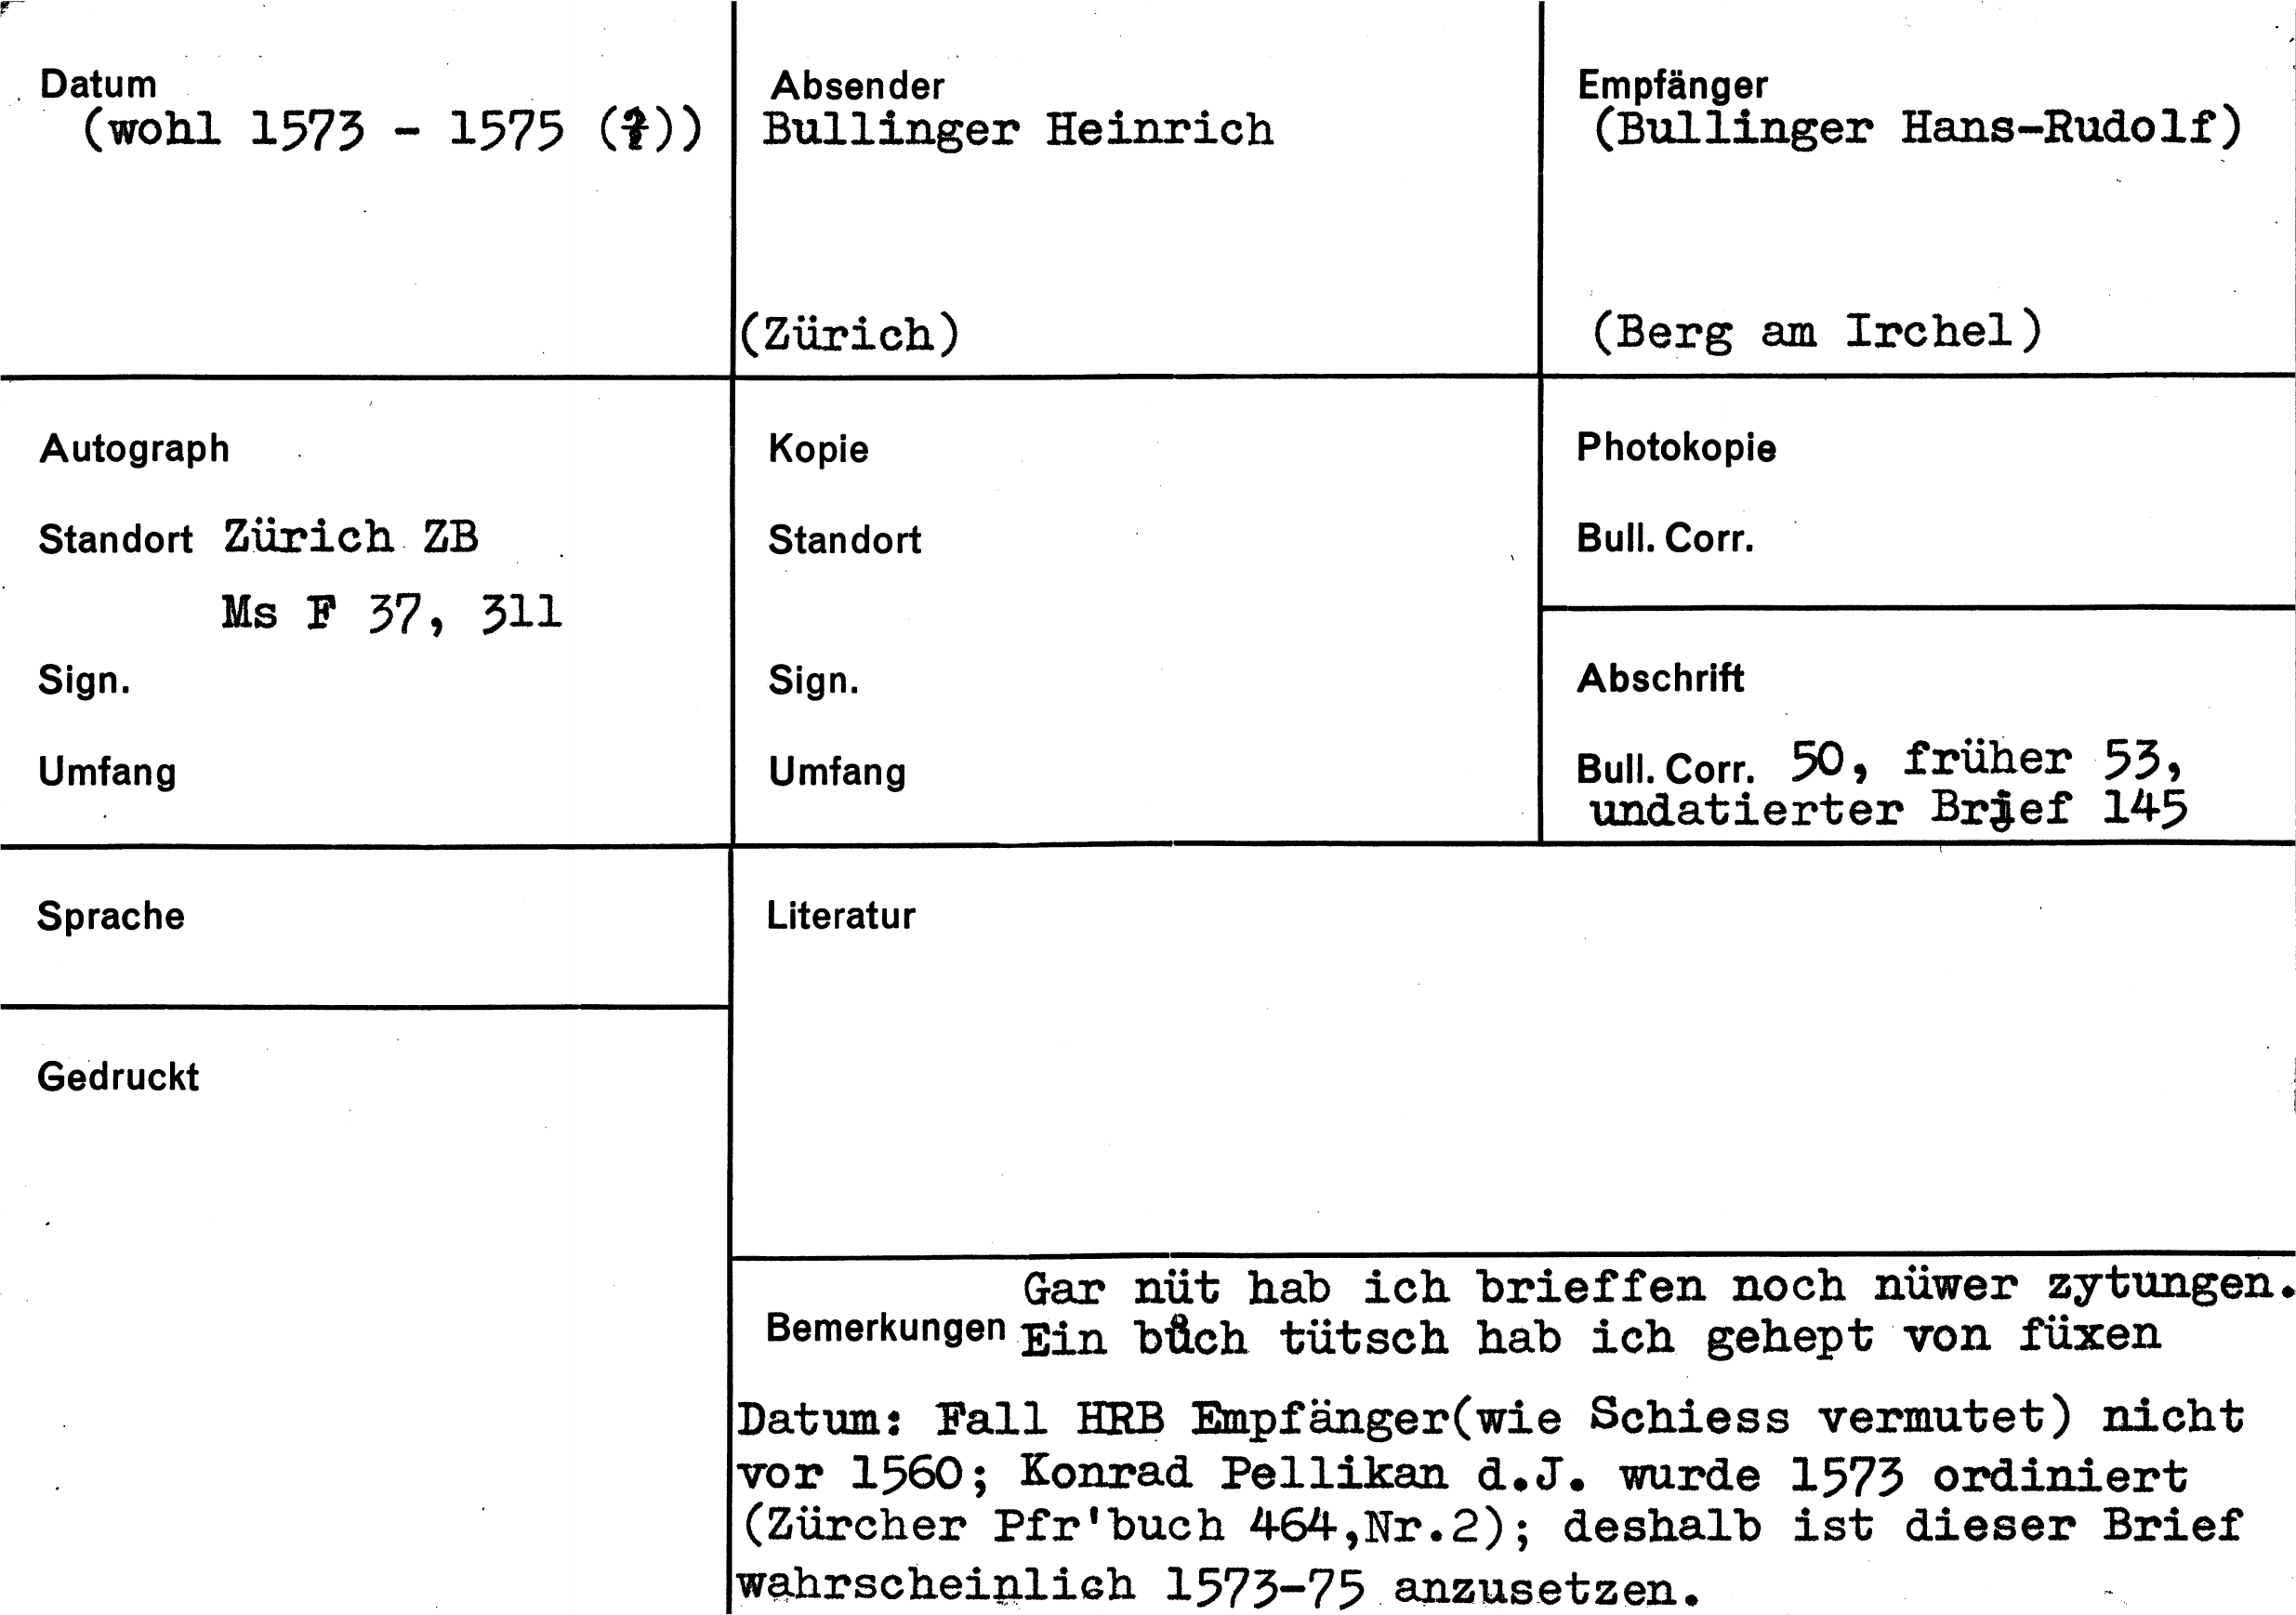 Datum
(wohl 1573 - 1575 (?))
Absender
Bullinger Heinrich
(Zürich)
Empfänger
(Bullinger Hans-Rudolf)
(Berg am Irchel)
Autograph
Standort Zürich ZB
Ms F 37, 311
Sign.
Umfang
Kopie
Standort
Sign.
Umfang
Photokopie
Bull. Corr.
Abschrift
Bull. Corr. 50, früher 53,
undatierter Brief 145
Sprache
Gedruckt
Literatur
Gar nüt hab ich brieffen noch nüwer zytungen.
Bemerkungen Ein bůch tütsch hab ich gehept von füxen
Datum: Fall HRB Empfänger(wie Schiess vermutet) nicht
vor 1560; Konrad Pellikan d.J. wurde 1573 ordiniert
(Zürcher Pfr'buch 464,Nr.2); deshalb ist dieser Brief
wahrscheinlich 1573-75 anzusetzen.